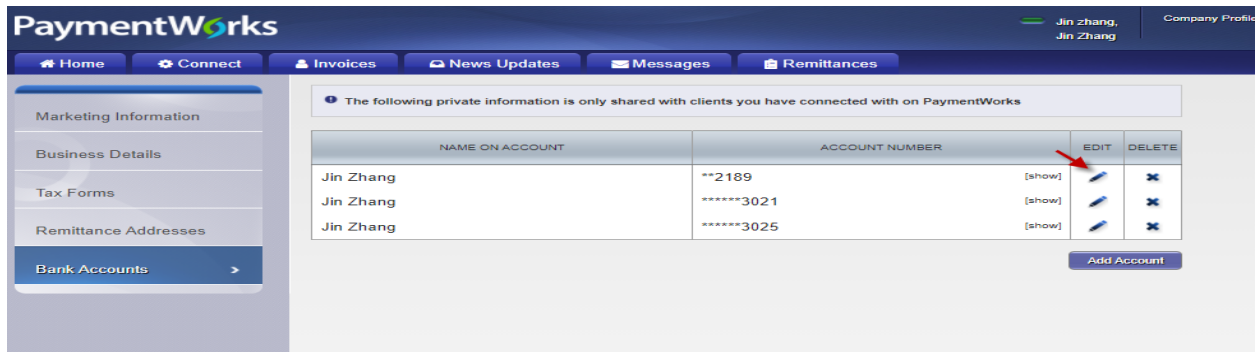 PaymentWorks
Jin zhang,
Jin Zhang
Company Profile
Home Connect Invoices News Updates Messages Remittances
Marketing Information
Business Details
Tax Forms
Remittance Addresses
Bank Accounts >
The following private information is only shared with clients you have connected with on PaymentWorks
NAME ON ACCOUNT ACCOUNT NUMBER EDIT DELETE
Jin Zhang **2189 [show]
Jin Zhang ******3021 [show]
Jin Zhang ******3025 [show]
Add Account